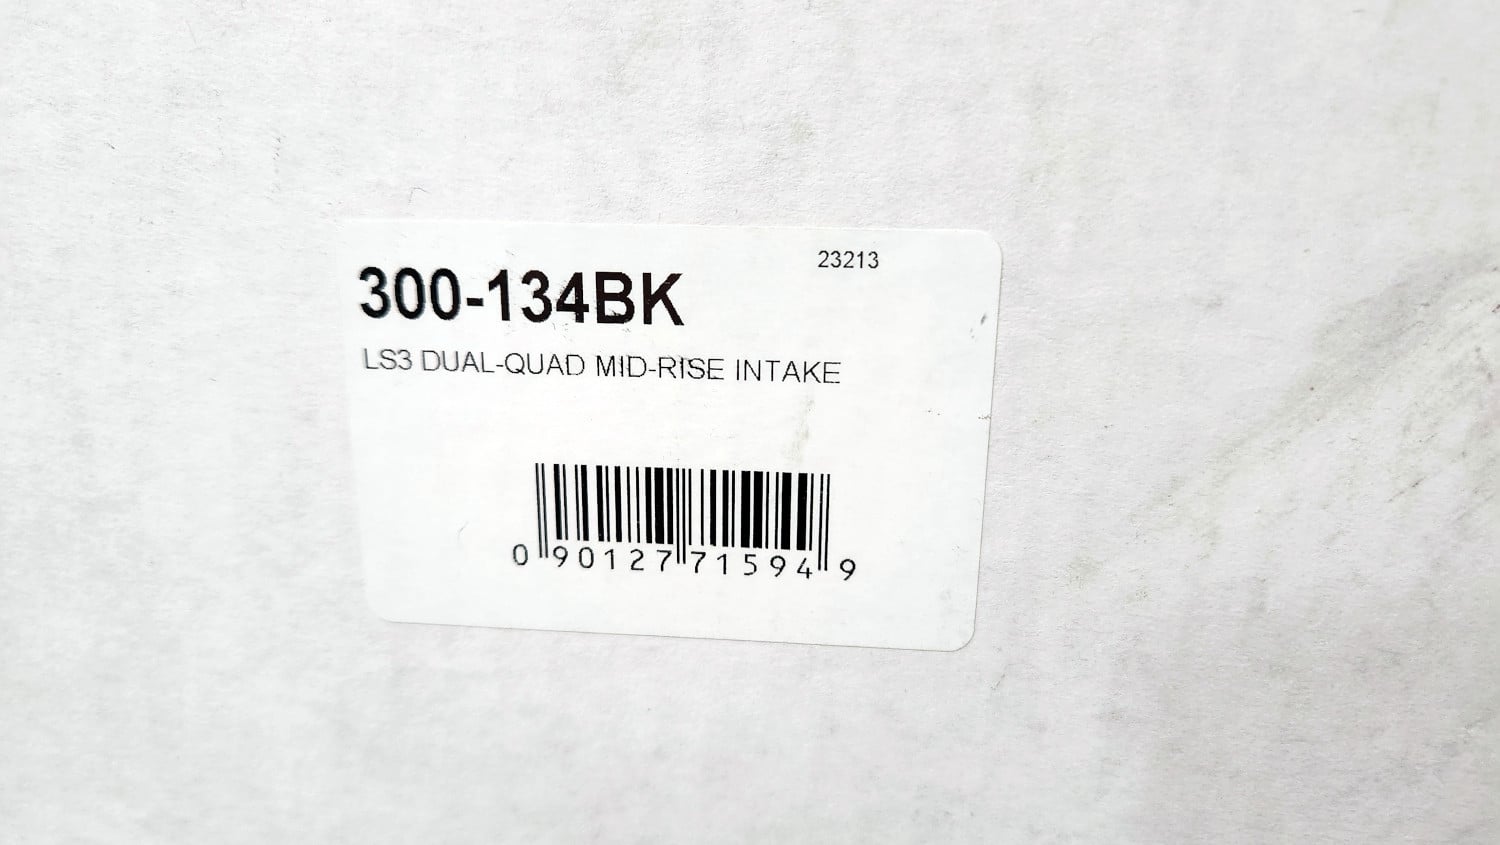 23213
300-134BK
LS3 DUAL-QUAD MID-RISE INTAKE
0 90127 71594 9